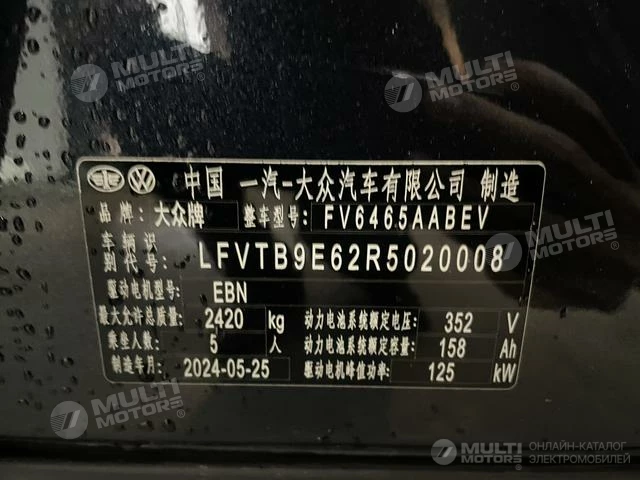 MULTI MOTORS
MULTI MOTORS
中国 一汽-大众汽车有限公司 制造
品牌: 大众牌 整车型号: FV6465AABEV
车辆识别代号: LFVTB9E62R5020008
驱动电机型号: EBN
最大允许总质量: 2420 kg 动力电池系统额定电压: 352 V
乘坐人数: 5 人 动力电池系统额定容量: 158 Ah
制造年月: 2024-05-25 驱动电机峰值功率: 125 kW
MULTI MOTORS
MULTI MOTORS
MULTI MOTORS ОНЛАЙН-КАТАЛОГ
ЭЛЕКТРОМОБИЛЕЙ